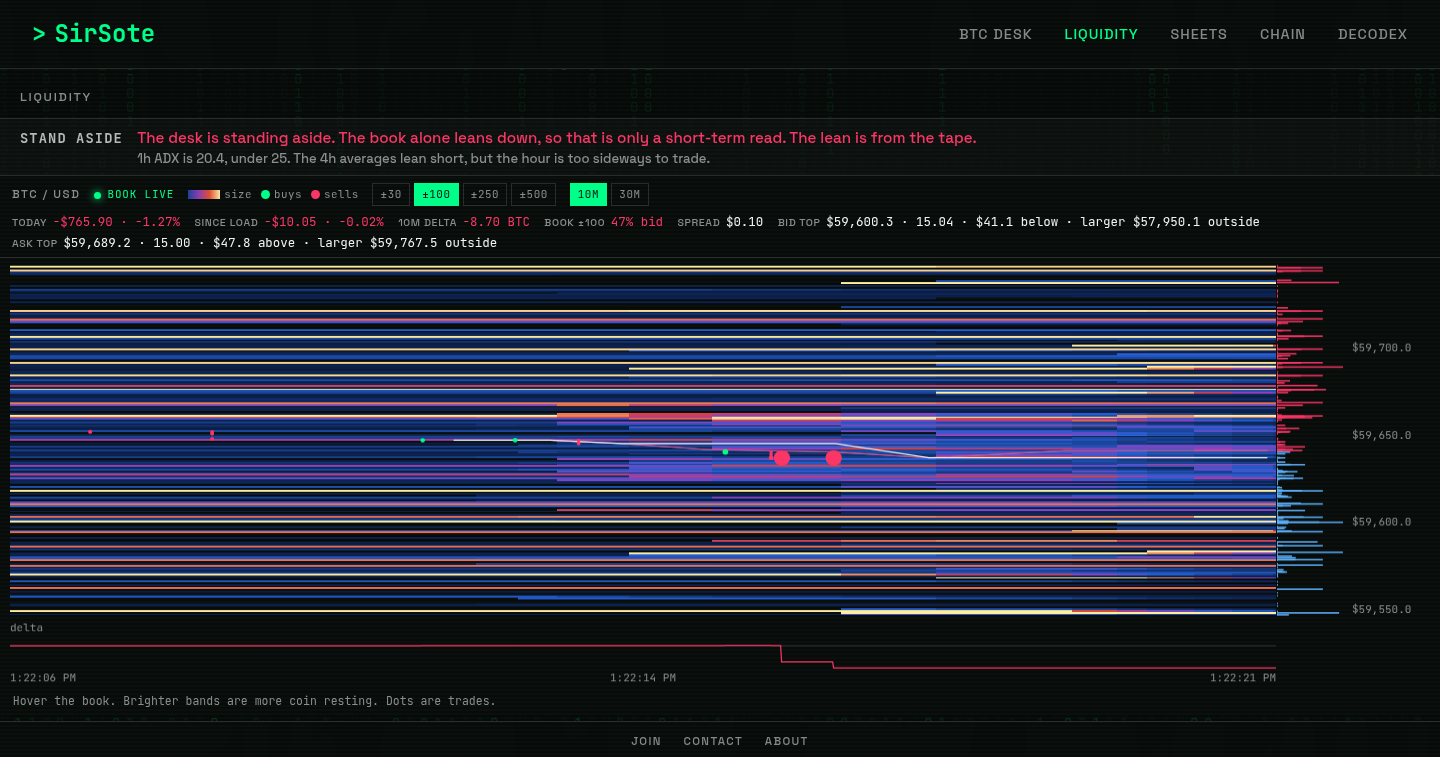 > SirSote
BTC DESK LIQUIDITY SHEETS CHAIN DECODEX
LIQUIDITY
STAND ASIDE The desk is standing aside. The book alone leans down, so that is only a short-term read. The lean is from the tape.
1h ADX is 20.4, under 25. The 4h averages lean short, but the hour is too sideways to trade.
BTC / USD BOOK LIVE size buys sells ±30 ±100 ±250 ±500 10M 30M
TODAY -$765.90 · -1.27% SINCE LOAD -$10.05 · -0.02% 10M DELTA -8.70 BTC BOOK ±100 47% bid SPREAD $0.10 BID TOP $59,600.3 · 15.04 · $41.1 below · larger $57,950.1 outside
ASK TOP $59,689.2 · 15.00 · $47.8 above · larger $59,767.5 outside
$59,700.0
$59,650.0
$59,600.0
$59,550.0
delta
1:22:06 PM 1:22:14 PM 1:22:21 PM
Hover the book. Brighter bands are more coin resting. Dots are trades.
JOIN CONTACT ABOUT